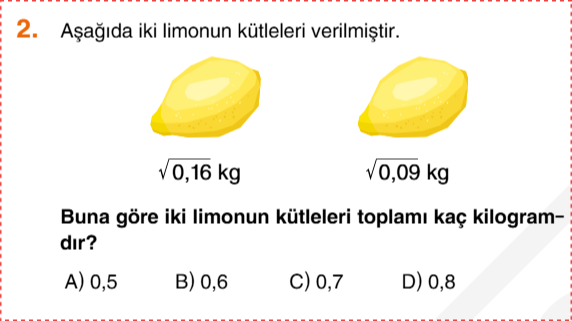 2. Aşağıda iki limonun kütleleri verilmiştir.
√0,16 kg √0,09 kg
Buna göre iki limonun kütleleri toplamı kaç kilogram-
dır?
A) 0,5 B) 0,6 C) 0,7 D) 0,8